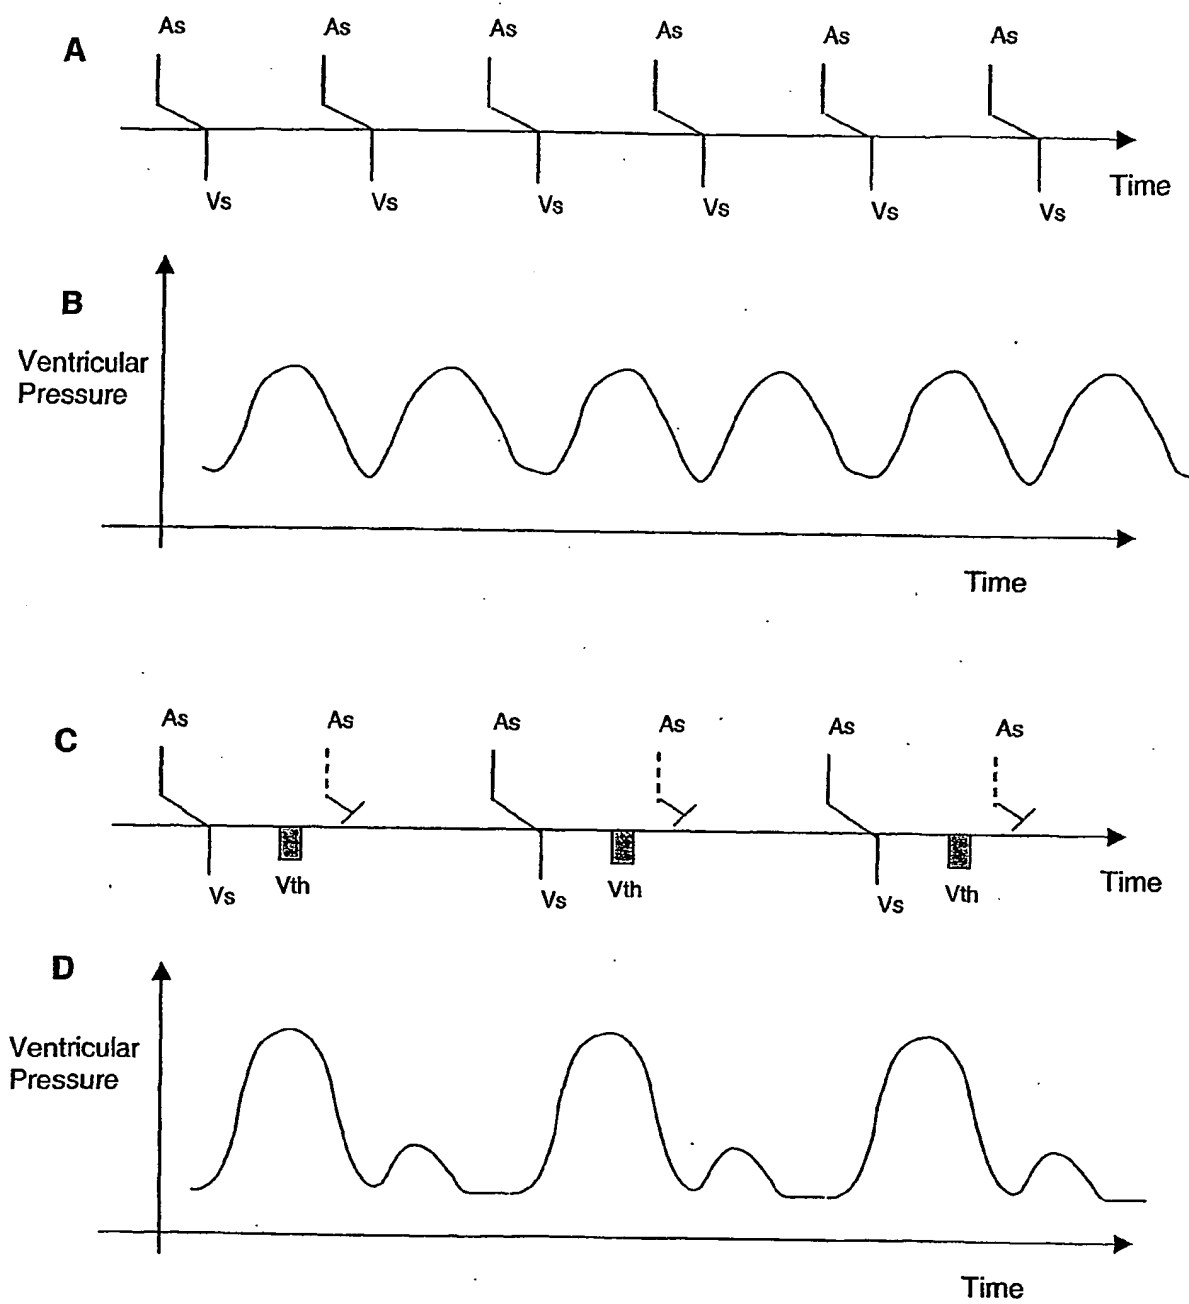 A
As As As As As As
Vs Vs Vs Vs Vs Vs
Time
B
Ventricular
Pressure
Time
C
As As As As As As
Vs Vth Vs Vth Vs Vth
Time
D
Ventricular
Pressure
Time